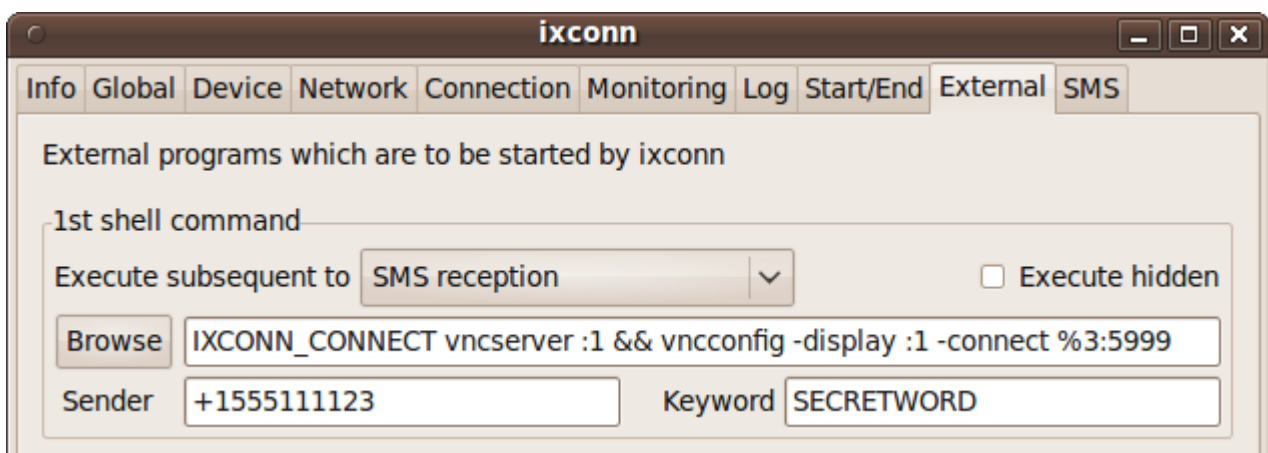 ixconn
Info Global Device Network Connection Monitoring Log Start/End External SMS
External programs which are to be started by ixconn
1st shell command
Execute subsequent to SMS reception Execute hidden
Browse IXCONN_CONNECT vncserver :1 && vncconfig -display :1 -connect %3:5999
Sender +1555111123 Keyword SECRETWORD